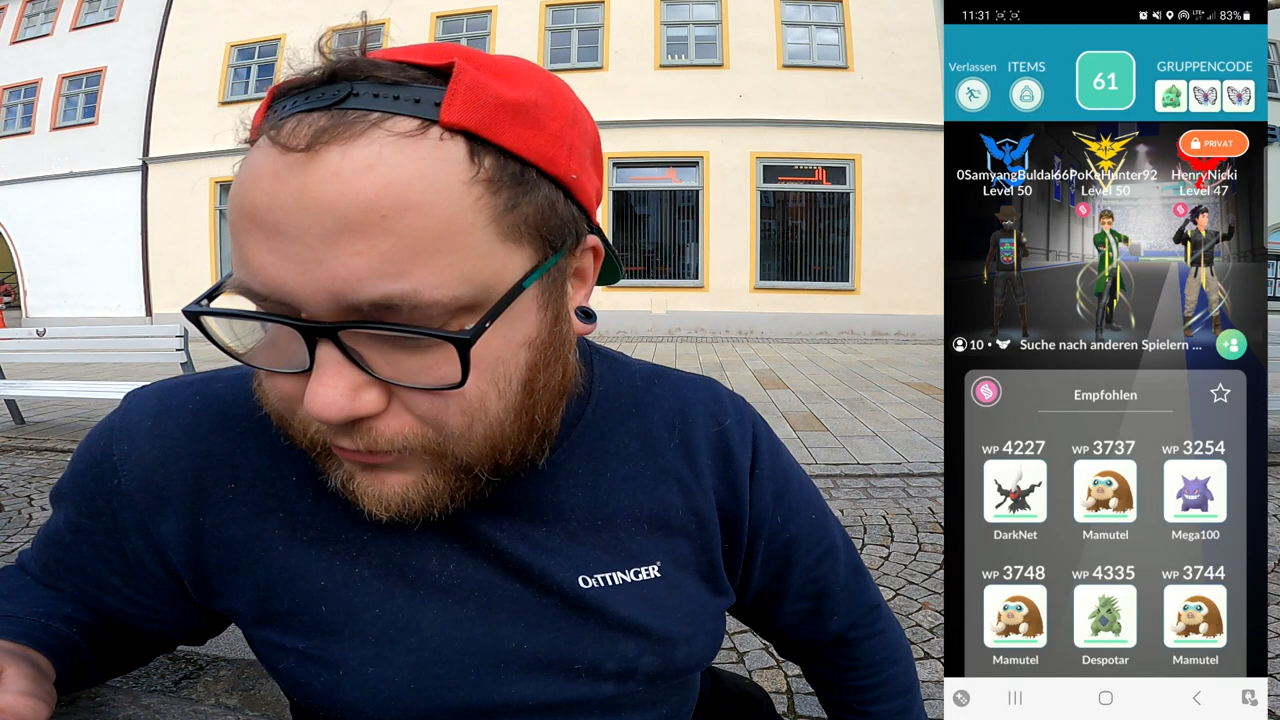 OETTINGER
11:31
LTE+
83%
Verlassen
ITEMS
61
GRUPPENCODE
PRIVAT
0SamyangBuldak66PoKeHunter92
HenryNicki
Level 50
Level 50
Level 47
10 • Suche nach anderen Spielern ...
Empfohlen
WP 4227
WP 3737
WP 3254
DarkNet
Mamutel
Mega100
WP 3748
WP 4335
WP 3744
Mamutel
Despotar
Mamutel